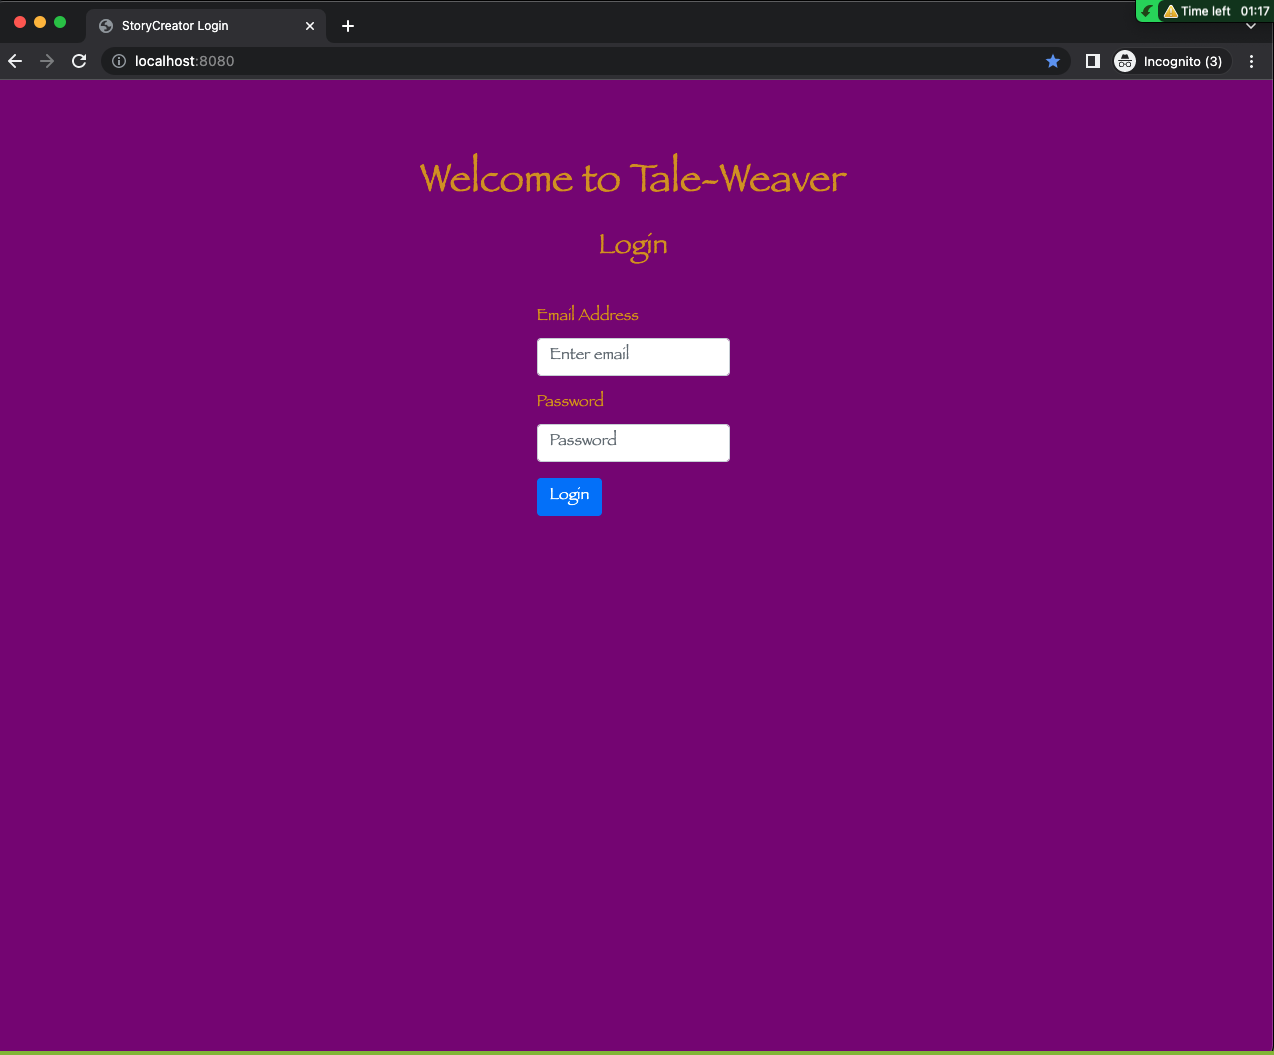 StoryCreator Login
Time left 01:17
localhost:8080
Incognito (3)
Welcome to Tale-Weaver
Login
Email Address
Enter email
Password
Password
Login